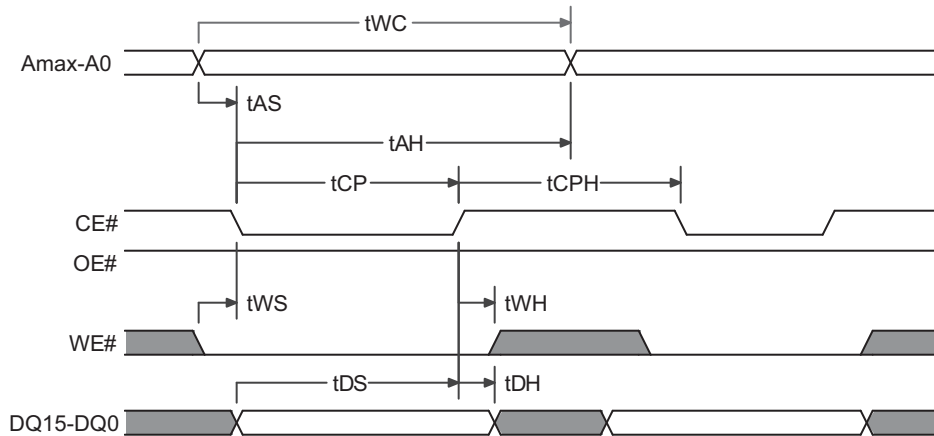 tWC
Amax-A0
tAS
tAH
tCP
tCPH
CE#
OE#
tWS
tWH
WE#
tDS
tDH
DQ15-DQ0